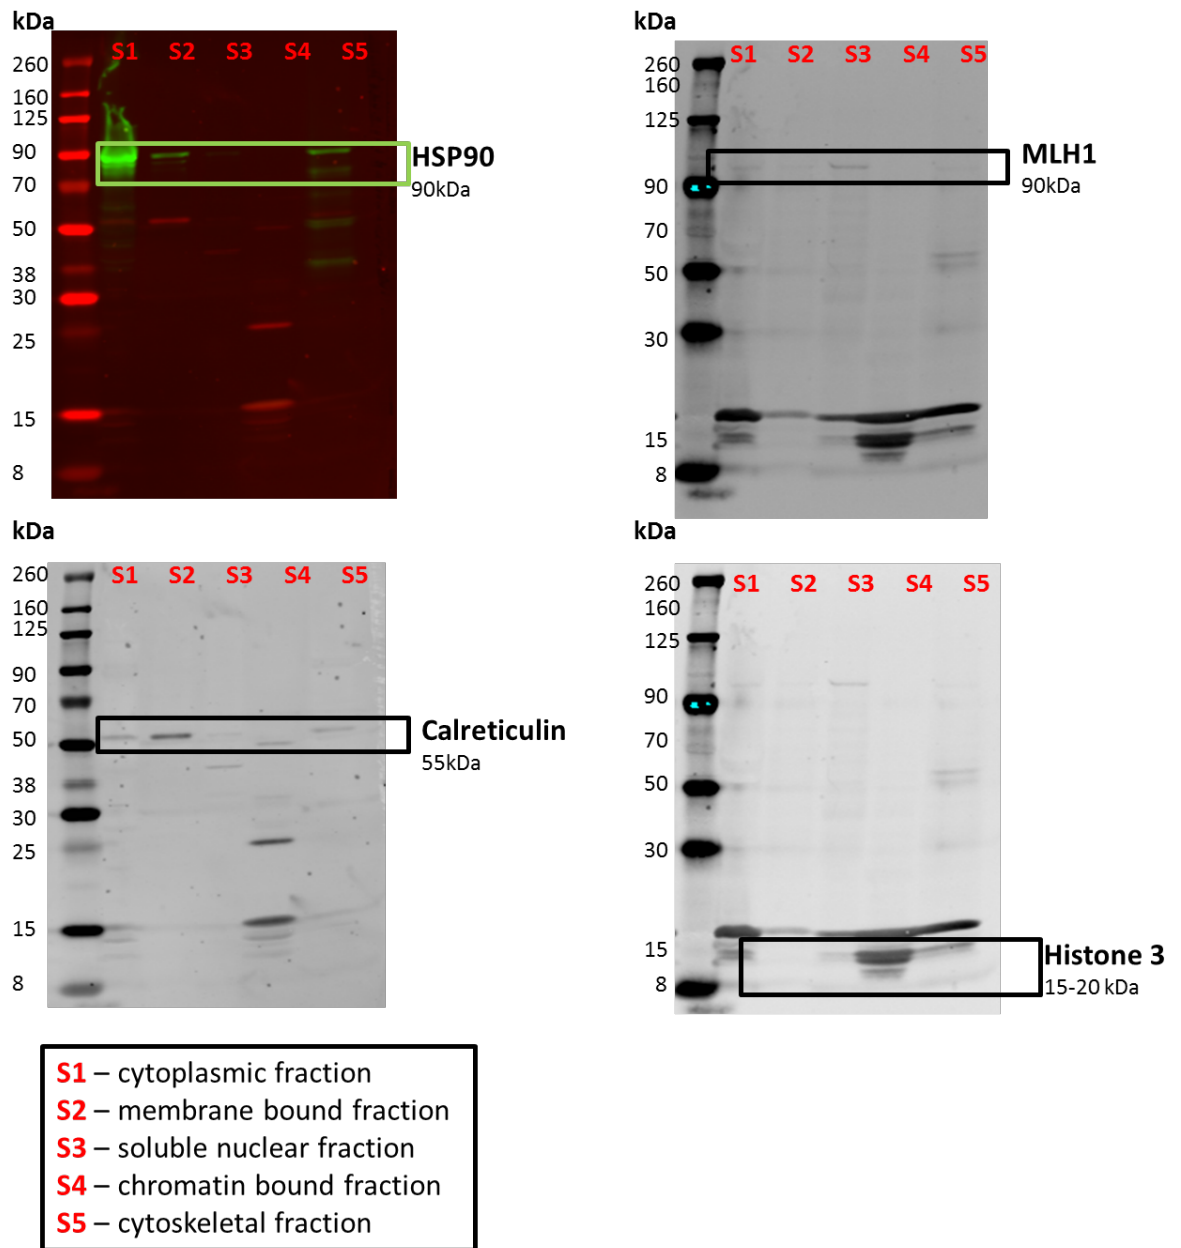 kDa
S1 S2 S3 S4 S5
260
160
125
90
70
50
38
30
25
15
8
HSP90
90kDa
kDa
S1 S2 S3 S4 S5
260
160
125
90
70
50
30
15
8
MLH1
90kDa
kDa
S1 S2 S3 S4 S5
260
160
125
90
70
50
38
30
25
15
8
Calreticulin
55kDa
kDa
S1 S2 S3 S4 S5
260
160
125
90
70
50
30
15
8
Histone 3
15-20 kDa
S1 – cytoplasmic fraction
S2 – membrane bound fraction
S3 – soluble nuclear fraction
S4 – chromatin bound fraction
S5 – cytoskeletal fraction